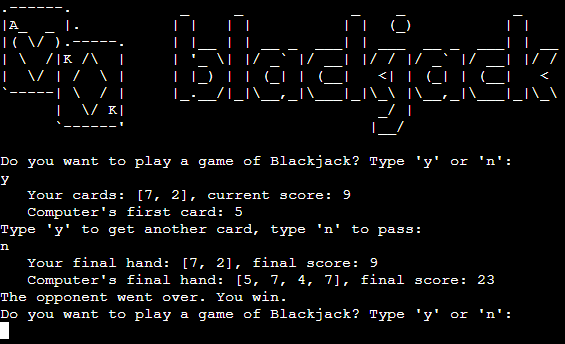 A
K
K
blackjack
Do you want to play a game of Blackjack? Type 'y' or 'n':
y
Your cards: [7, 2], current score: 9
Computer's first card: 5
Type 'y' to get another card, type 'n' to pass:
n
Your final hand: [7, 2], final score: 9
Computer's final hand: [5, 7, 4, 7], final score: 23
The opponent went over. You win.
Do you want to play a game of Blackjack? Type 'y' or 'n':